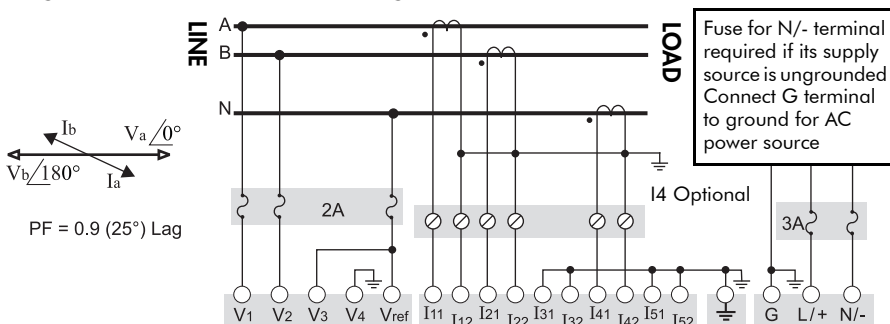 A
B
N
LINE
LOAD
Fuse for N/- terminal
required if its supply
source is ungrounded
Connect G terminal
to ground for AC
power source
Ib
Va /0°
Vb/180°
Ia
PF = 0.9 (25°) Lag
2A
I4 Optional
3A
V1 V2 V3 V4 Vref I11 I12 I21 I22 I31 I32 I41 I42 I51 I52 G L/+ N/-